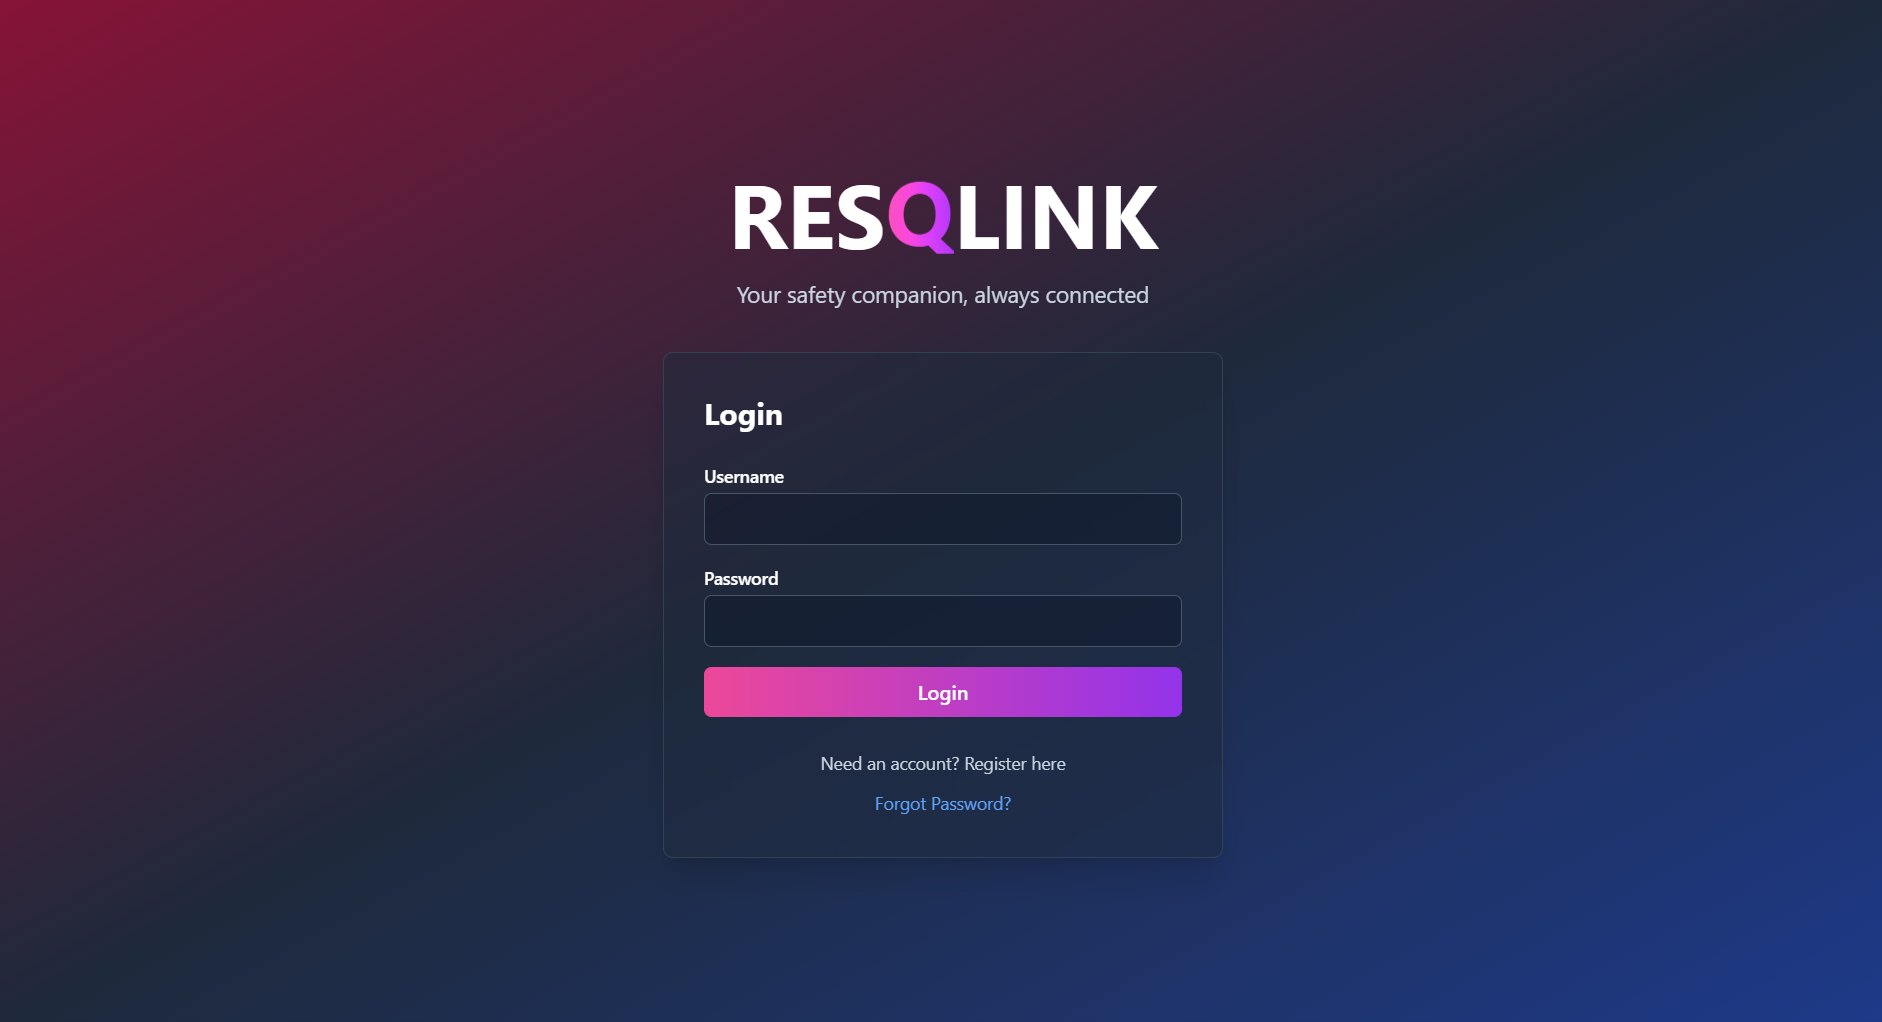 RESQLINK
Your safety companion, always connected
Login
Username
Password
Login
Need an account? Register here
Forgot Password?